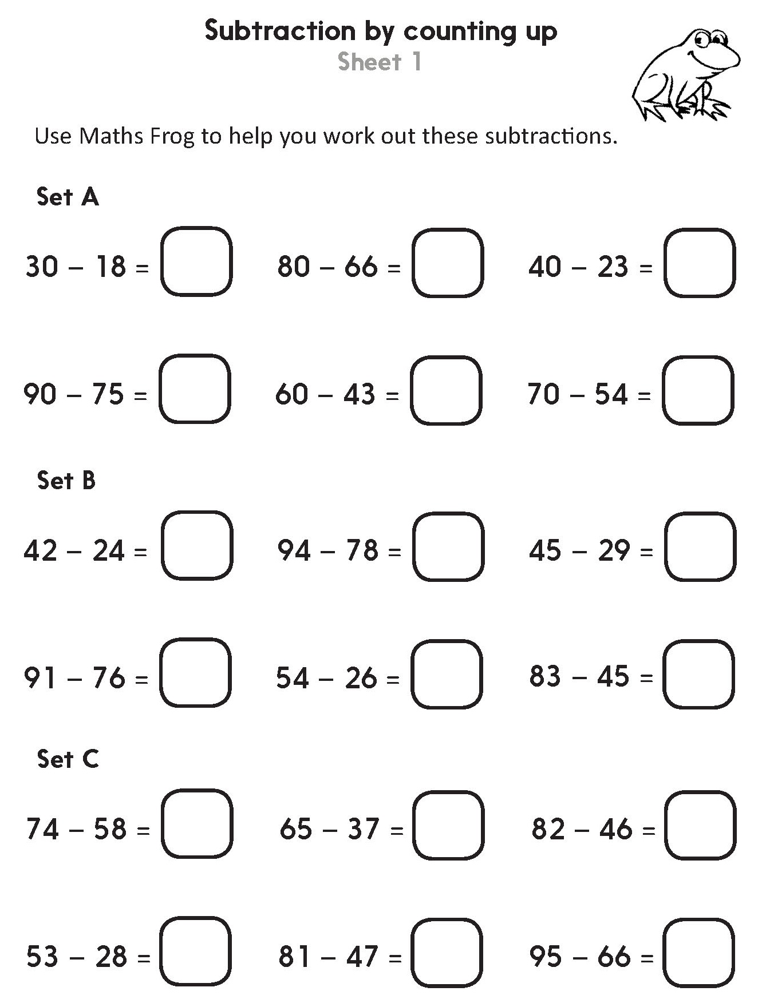 Subtraction by counting up
Sheet 1
Use Maths Frog to help you work out these subtractions.
Set A
30 – 18 = 80 – 66 = 40 – 23 =
90 – 75 = 60 – 43 = 70 – 54 =
Set B
42 – 24 = 94 – 78 = 45 – 29 =
91 – 76 = 54 – 26 = 83 – 45 =
Set C
74 – 58 = 65 – 37 = 82 – 46 =
53 – 28 = 81 – 47 = 95 – 66 =